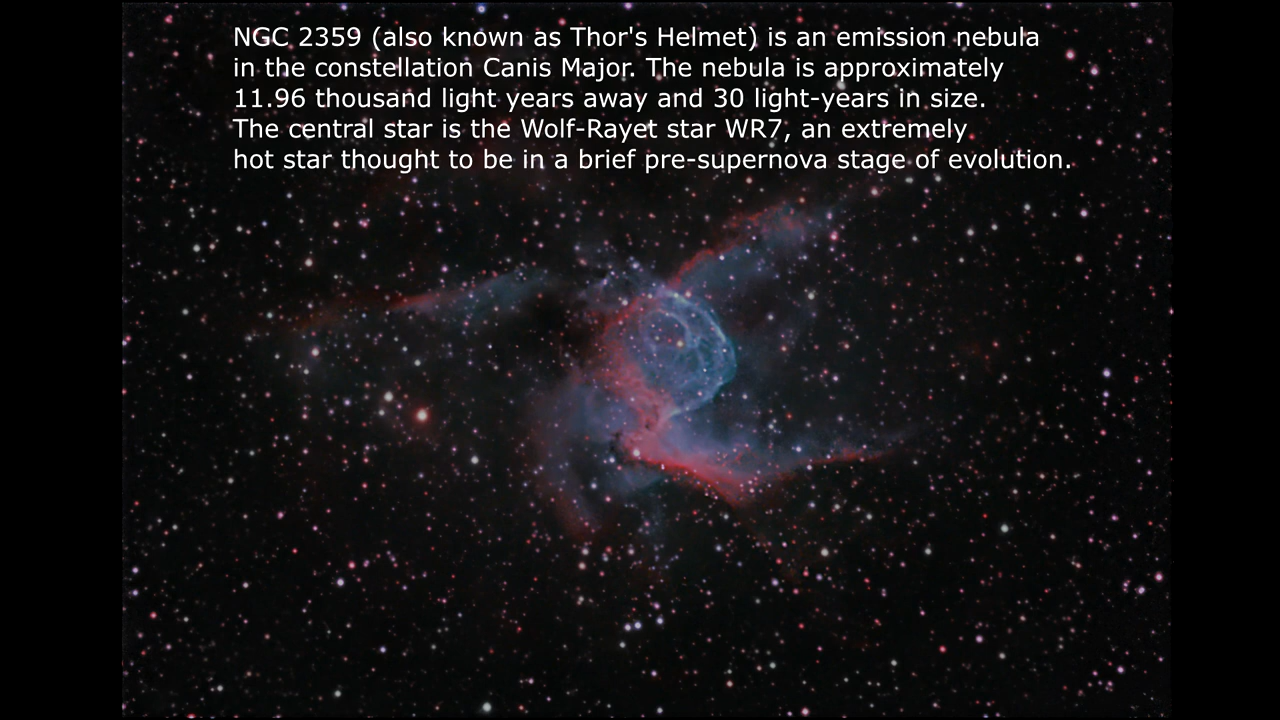 NGC 2359 (also known as Thor's Helmet) is an emission nebula
in the constellation Canis Major. The nebula is approximately
11.96 thousand light years away and 30 light-years in size.
The central star is the Wolf-Rayet star WR7, an extremely
hot star thought to be in a brief pre-supernova stage of evolution.